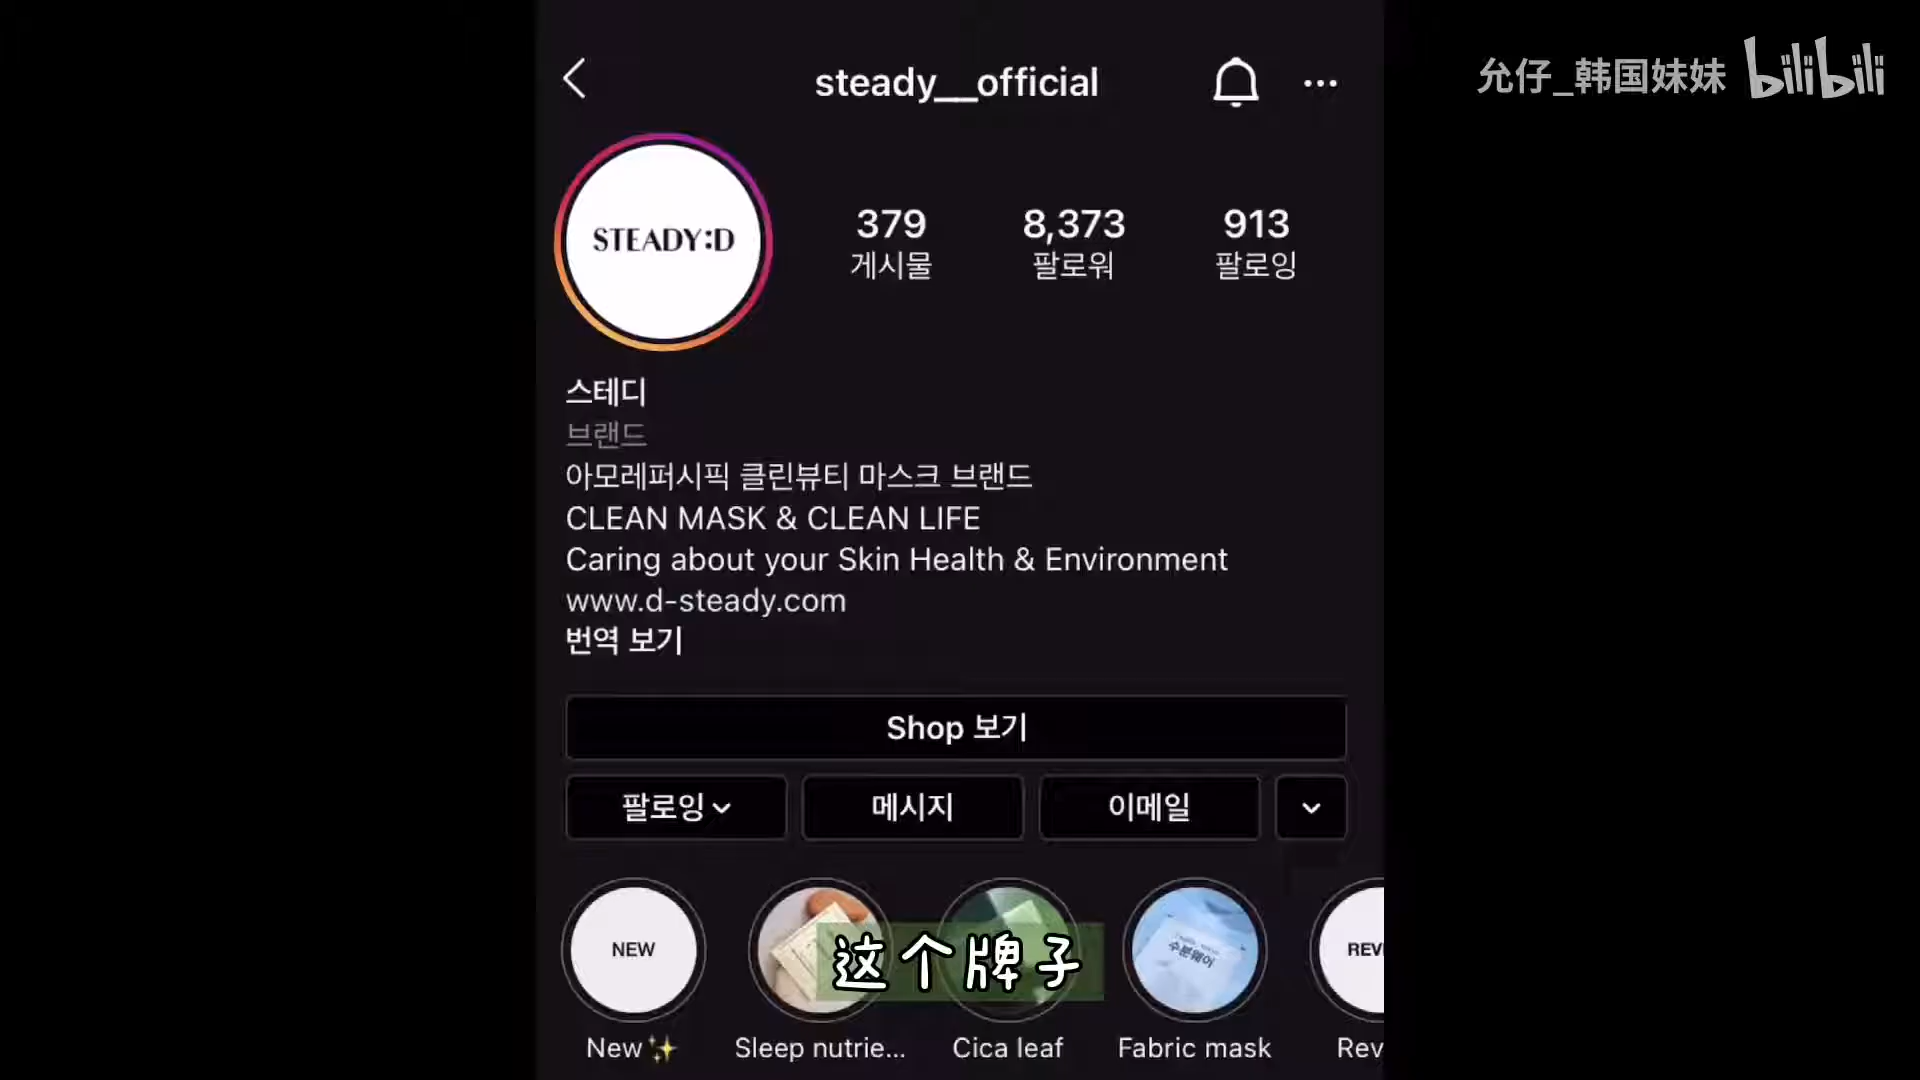 steady__official
允仔_韩国妹妹 bilibili
STEADY:D
379 8,373 913
게시물 팔로워 팔로잉
스테디
브랜드
아모레퍼시픽 클린뷰티 마스크 브랜드
CLEAN MASK & CLEAN LIFE
Caring about your Skin Health & Environment
www.d-steady.com
번역 보기
Shop 보기
팔로잉 메시지 이메일
NEW
수분웨이
REV
这个牌子
New✨ Sleep nutrie... Cica leaf Fabric mask Rev